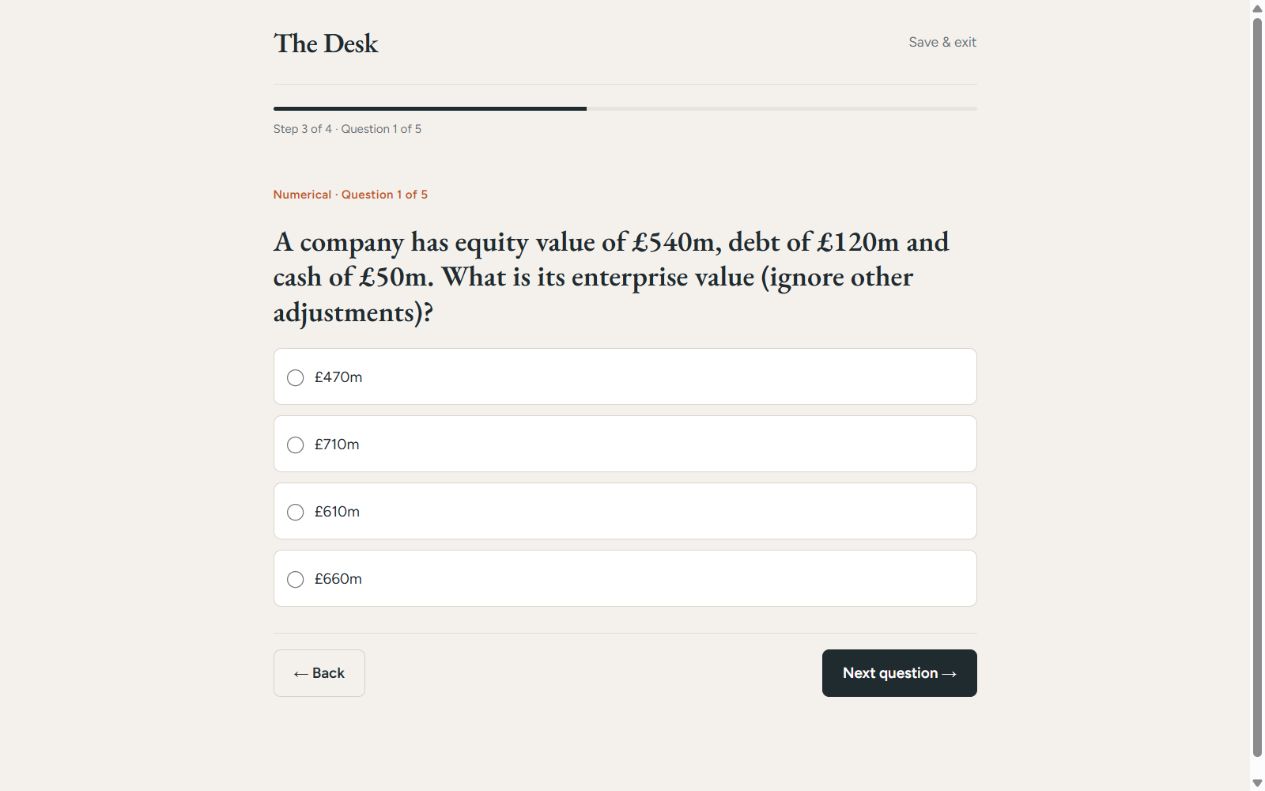 The Desk
Save & exit
Step 3 of 4 · Question 1 of 5
Numerical · Question 1 of 5
A company has equity value of £540m, debt of £120m and
cash of £50m. What is its enterprise value (ignore other
adjustments)?
£470m
£710m
£610m
£660m
← Back
Next question →